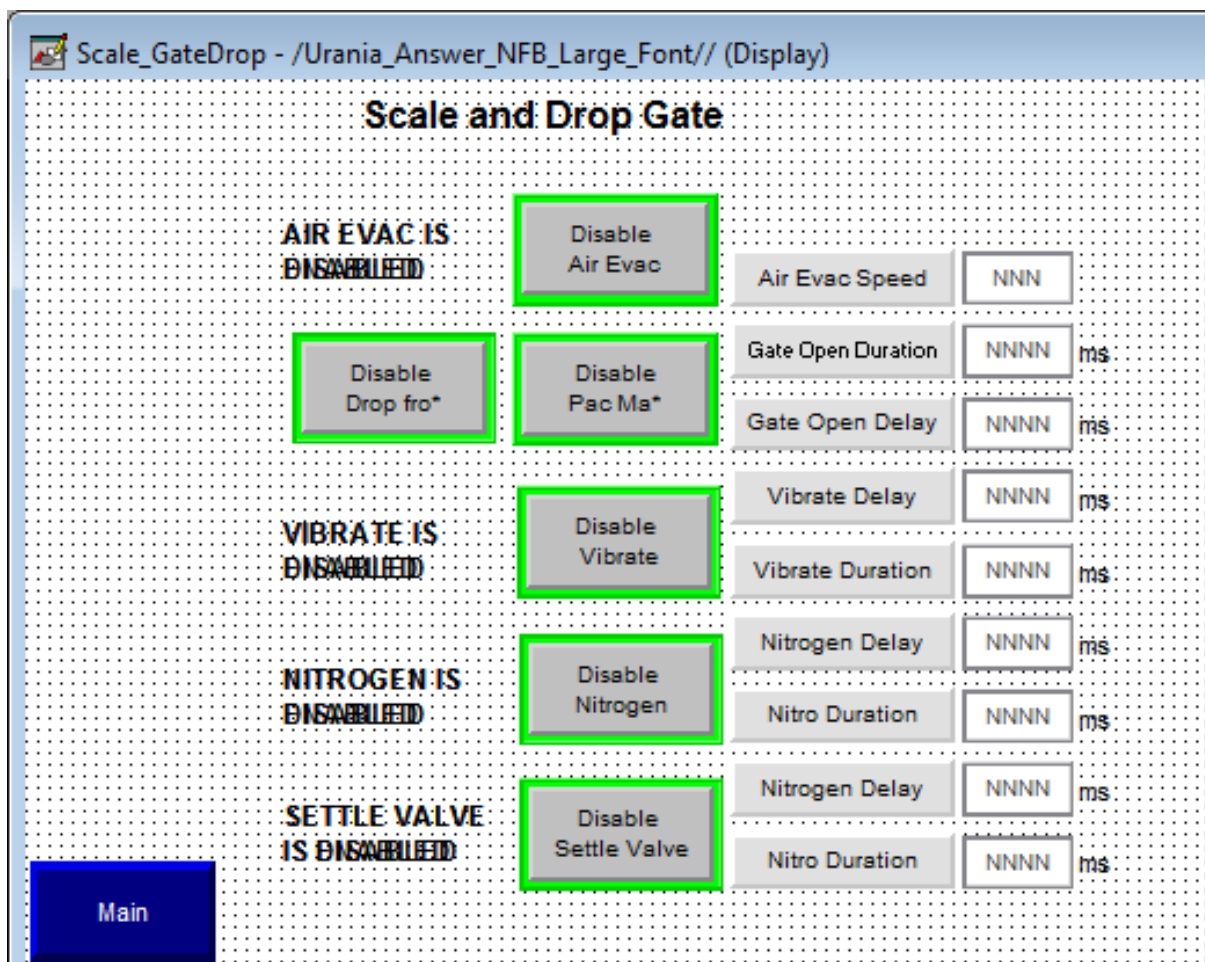 Scale_GateDrop - /Urania_Answer_NFB_Large_Font// (Display)
Scale and Drop Gate
AIR EVAC IS
Disable
Air Evac
Air Evac Speed
NNN
Disable
Drop fro*
Disable
Pac Ma*
Gate Open Duration
NNNN
ms
Gate Open Delay
NNNN
ms
VIBRATE IS
Disable
Vibrate
Vibrate Delay
NNNN
ms
Vibrate Duration
NNNN
ms
NITROGEN IS
Disable
Nitrogen
Nitrogen Delay
NNNN
ms
Nitro Duration
NNNN
ms
SETTLE VALVE
IS
Disable
Settle Valve
Nitrogen Delay
NNNN
ms
Nitro Duration
NNNN
ms
Main